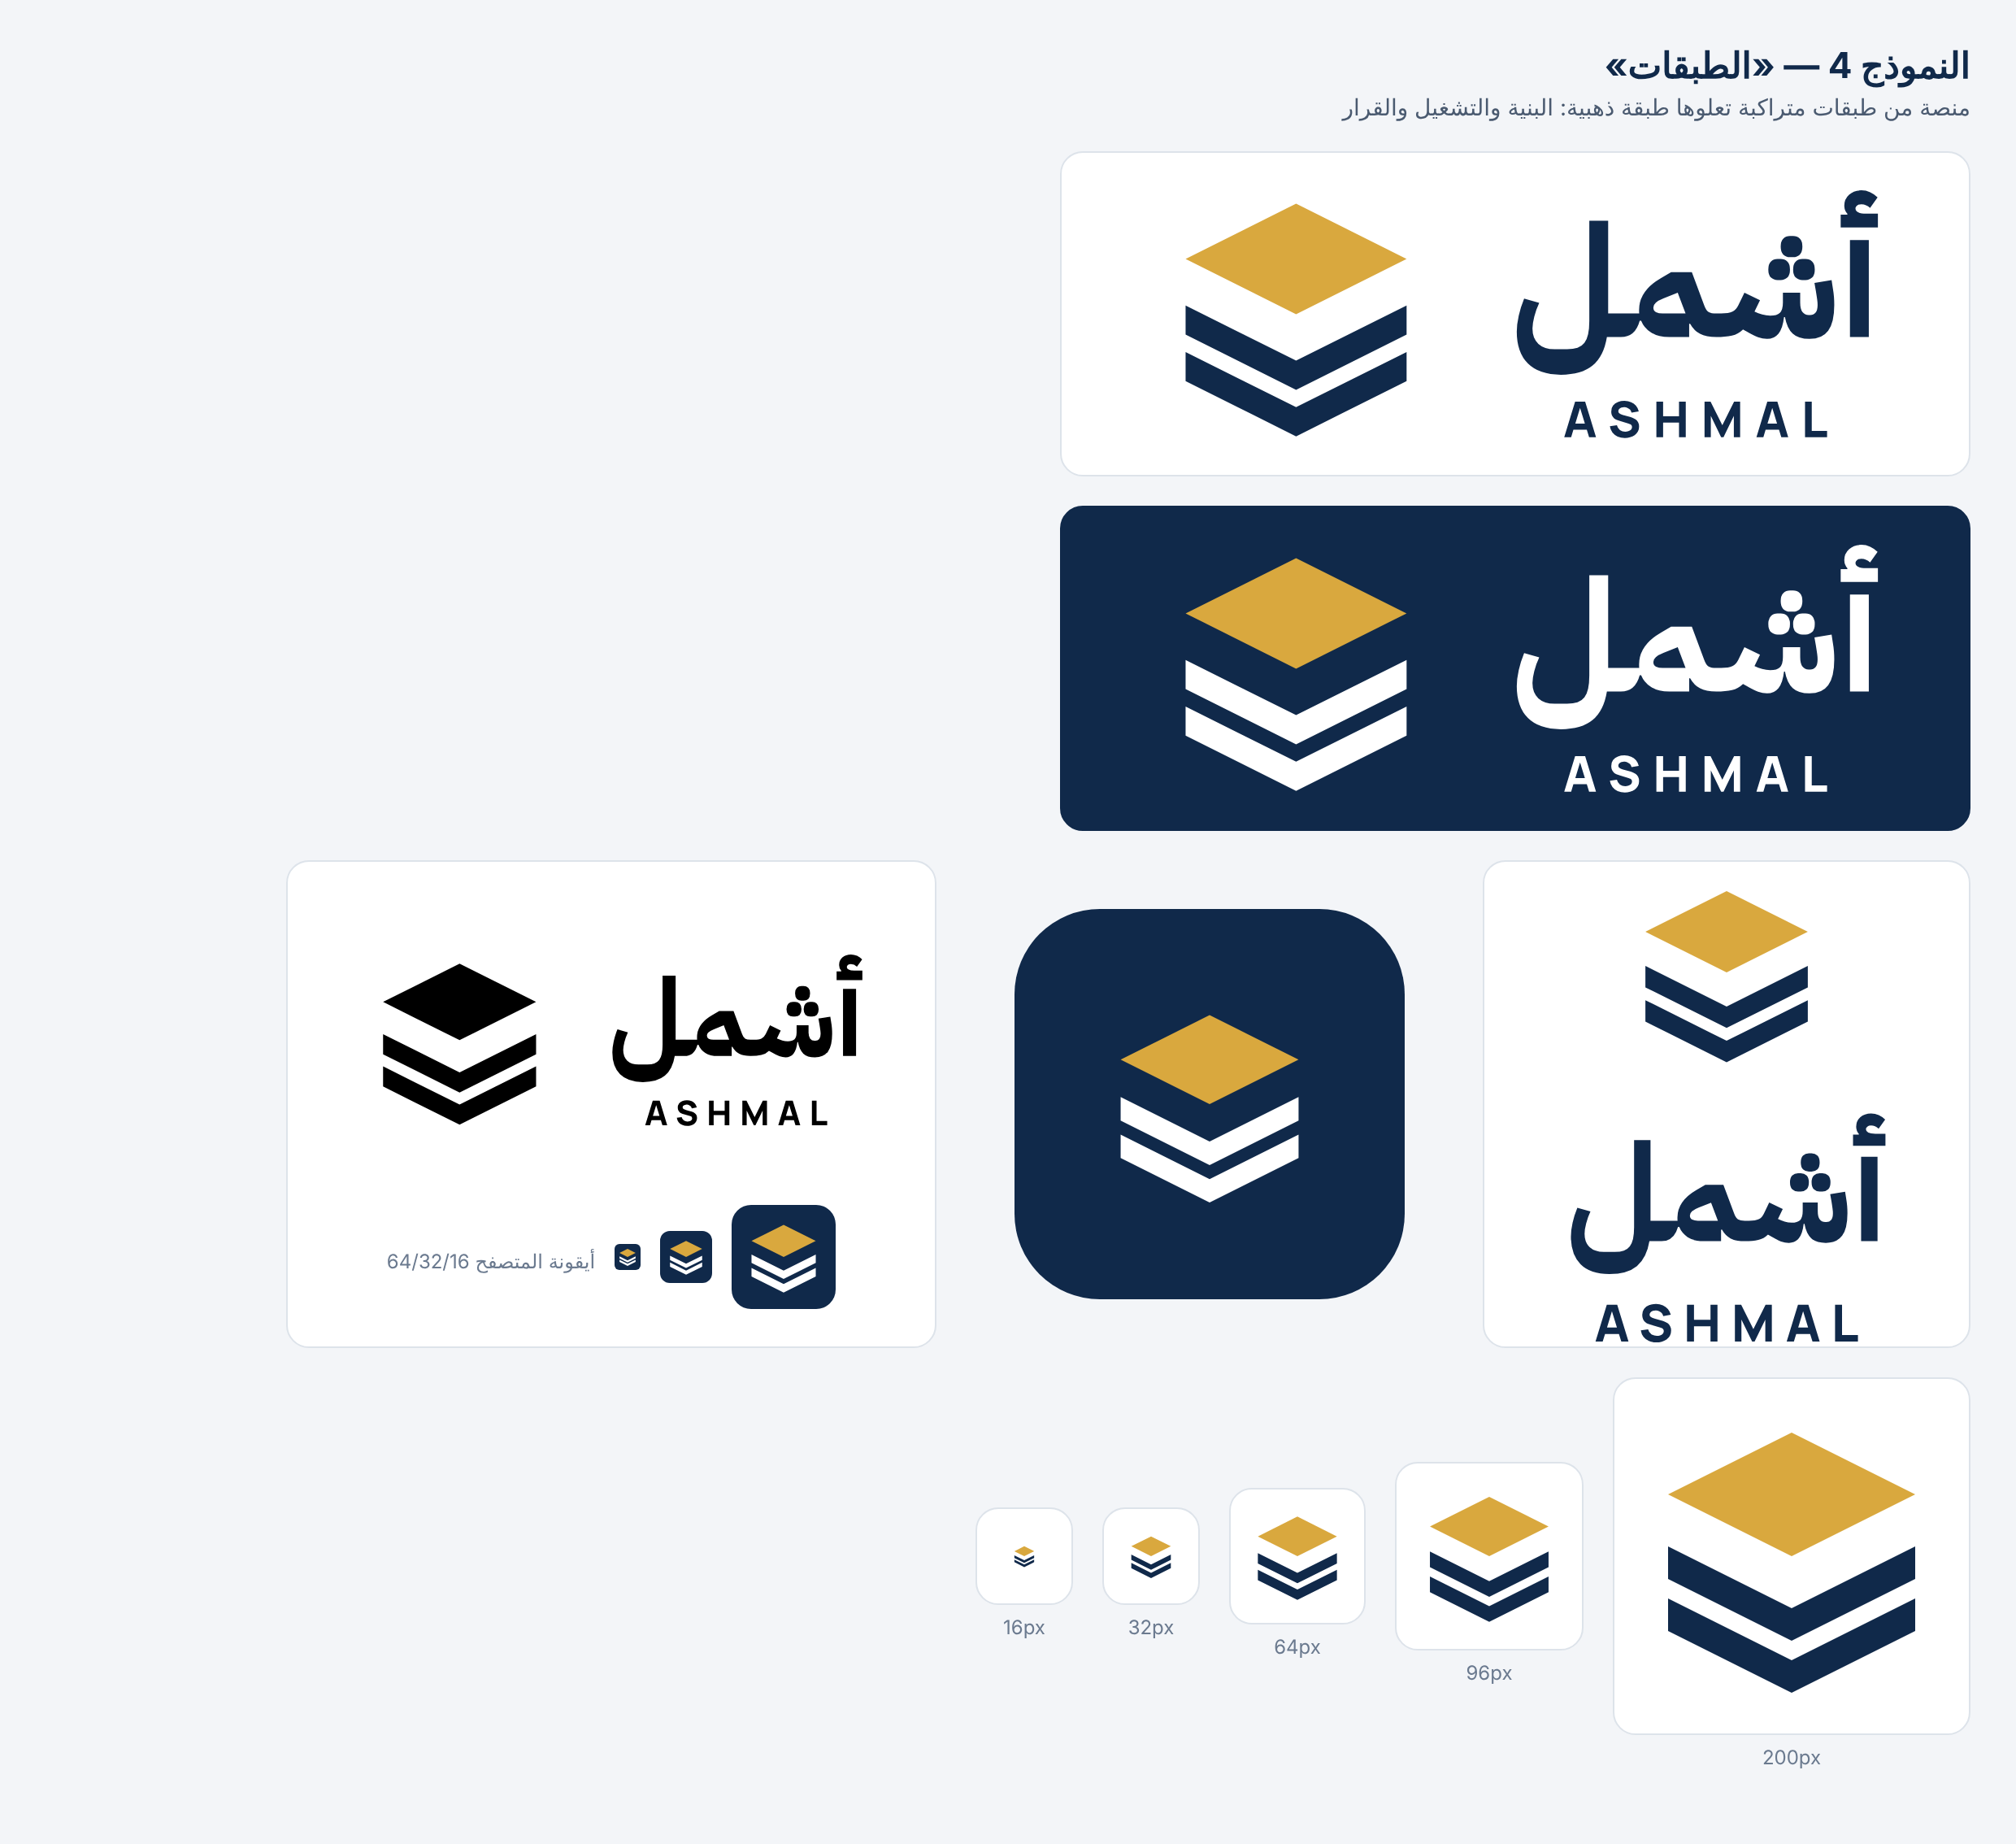 النموذج 4 — «الطبقات»
منصة من طبقات متراكبة تعلوها طبقة ذهبية: البنية والتشغيل والقرار
أشمل
ASHMAL
أشمل
ASHMAL
أشمل
ASHMAL
أشمل
ASHMAL
أيقونة المتصفح 64/32/16
200px
96px
64px
32px
16px